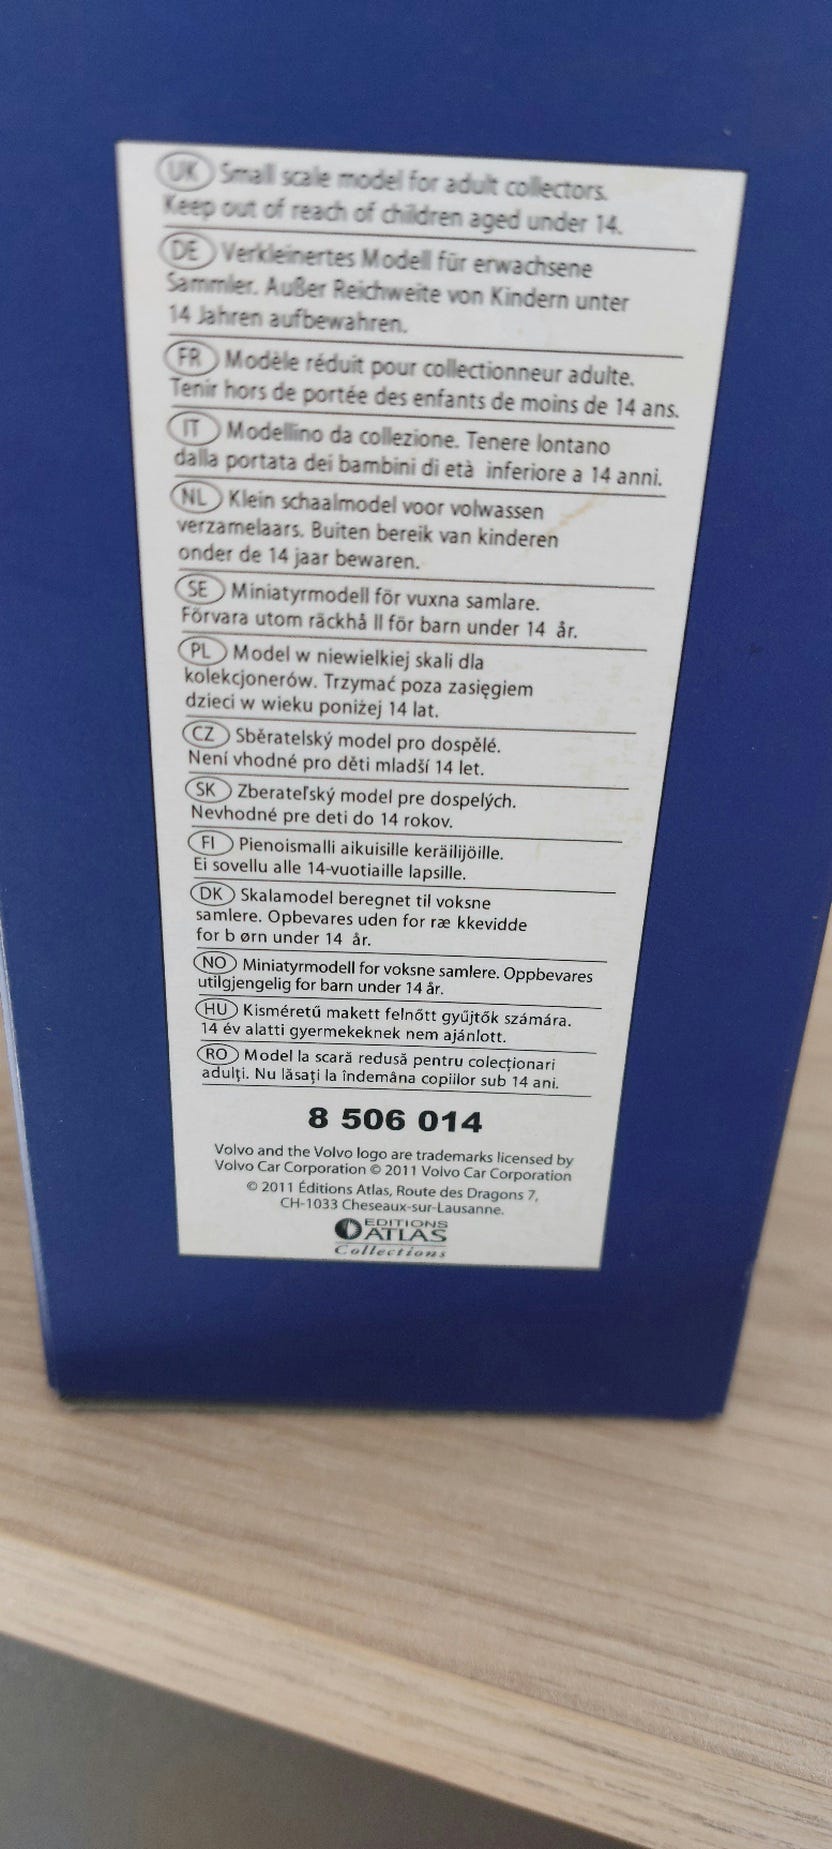 UK Small scale model for adult collectors.
Keep out of reach of children aged under 14.
DE Verkleinertes Modell für erwachsene
Sammler. Außer Reichweite von Kindern unter
14 Jahren aufbewahren.
FR Modèle réduit pour collectionneur adulte.
Tenir hors de portée des enfants de moins de 14 ans.
IT Modellino da collezione. Tenere lontano
dalla portata dei bambini di età inferiore a 14 anni.
NL Klein schaalmodel voor volwassen
verzamelaars. Buiten bereik van kinderen
onder de 14 jaar bewaren.
SE Miniatyrmodell för vuxna samlare.
Förvara utom räckhå ll för barn under 14 år.
PL Model w niewielkiej skali dla
kolekcjonerów. Trzymać poza zasięgiem
dzieci w wieku poniżej 14 lat.
CZ Sběratelský model pro dospělé.
Není vhodné pro děti mladší 14 let.
SK Zberateľský model pre dospelých.
Nevhodné pre deti do 14 rokov.
FI Pienoismalli aikuisille keräilijöille.
Ei sovellu alle 14-vuotiaille lapsille.
DK Skalamodel beregnet til voksne
samlere. Opbevares uden for ræ kkevidde
for b ørn under 14 år.
NO Miniatyrmodell for voksne samlere. Oppbevares
utilgjengelig for barn under 14 år.
HU Kisméretű makett felnőtt gyűjtők számára.
14 év alatti gyermekeknek nem ajánlott.
RO Model la scară redusă pentru colecționari
adulți. Nu lăsați la îndemâna copiilor sub 14 ani.
8 506 014
Volvo and the Volvo logo are trademarks licensed by
Volvo Car Corporation © 2011 Volvo Car Corporation
© 2011 Éditions Atlas, Route des Dragons 7,
CH-1033 Cheseaux-sur-Lausanne.
EDITIONS
ATLAS
Collections